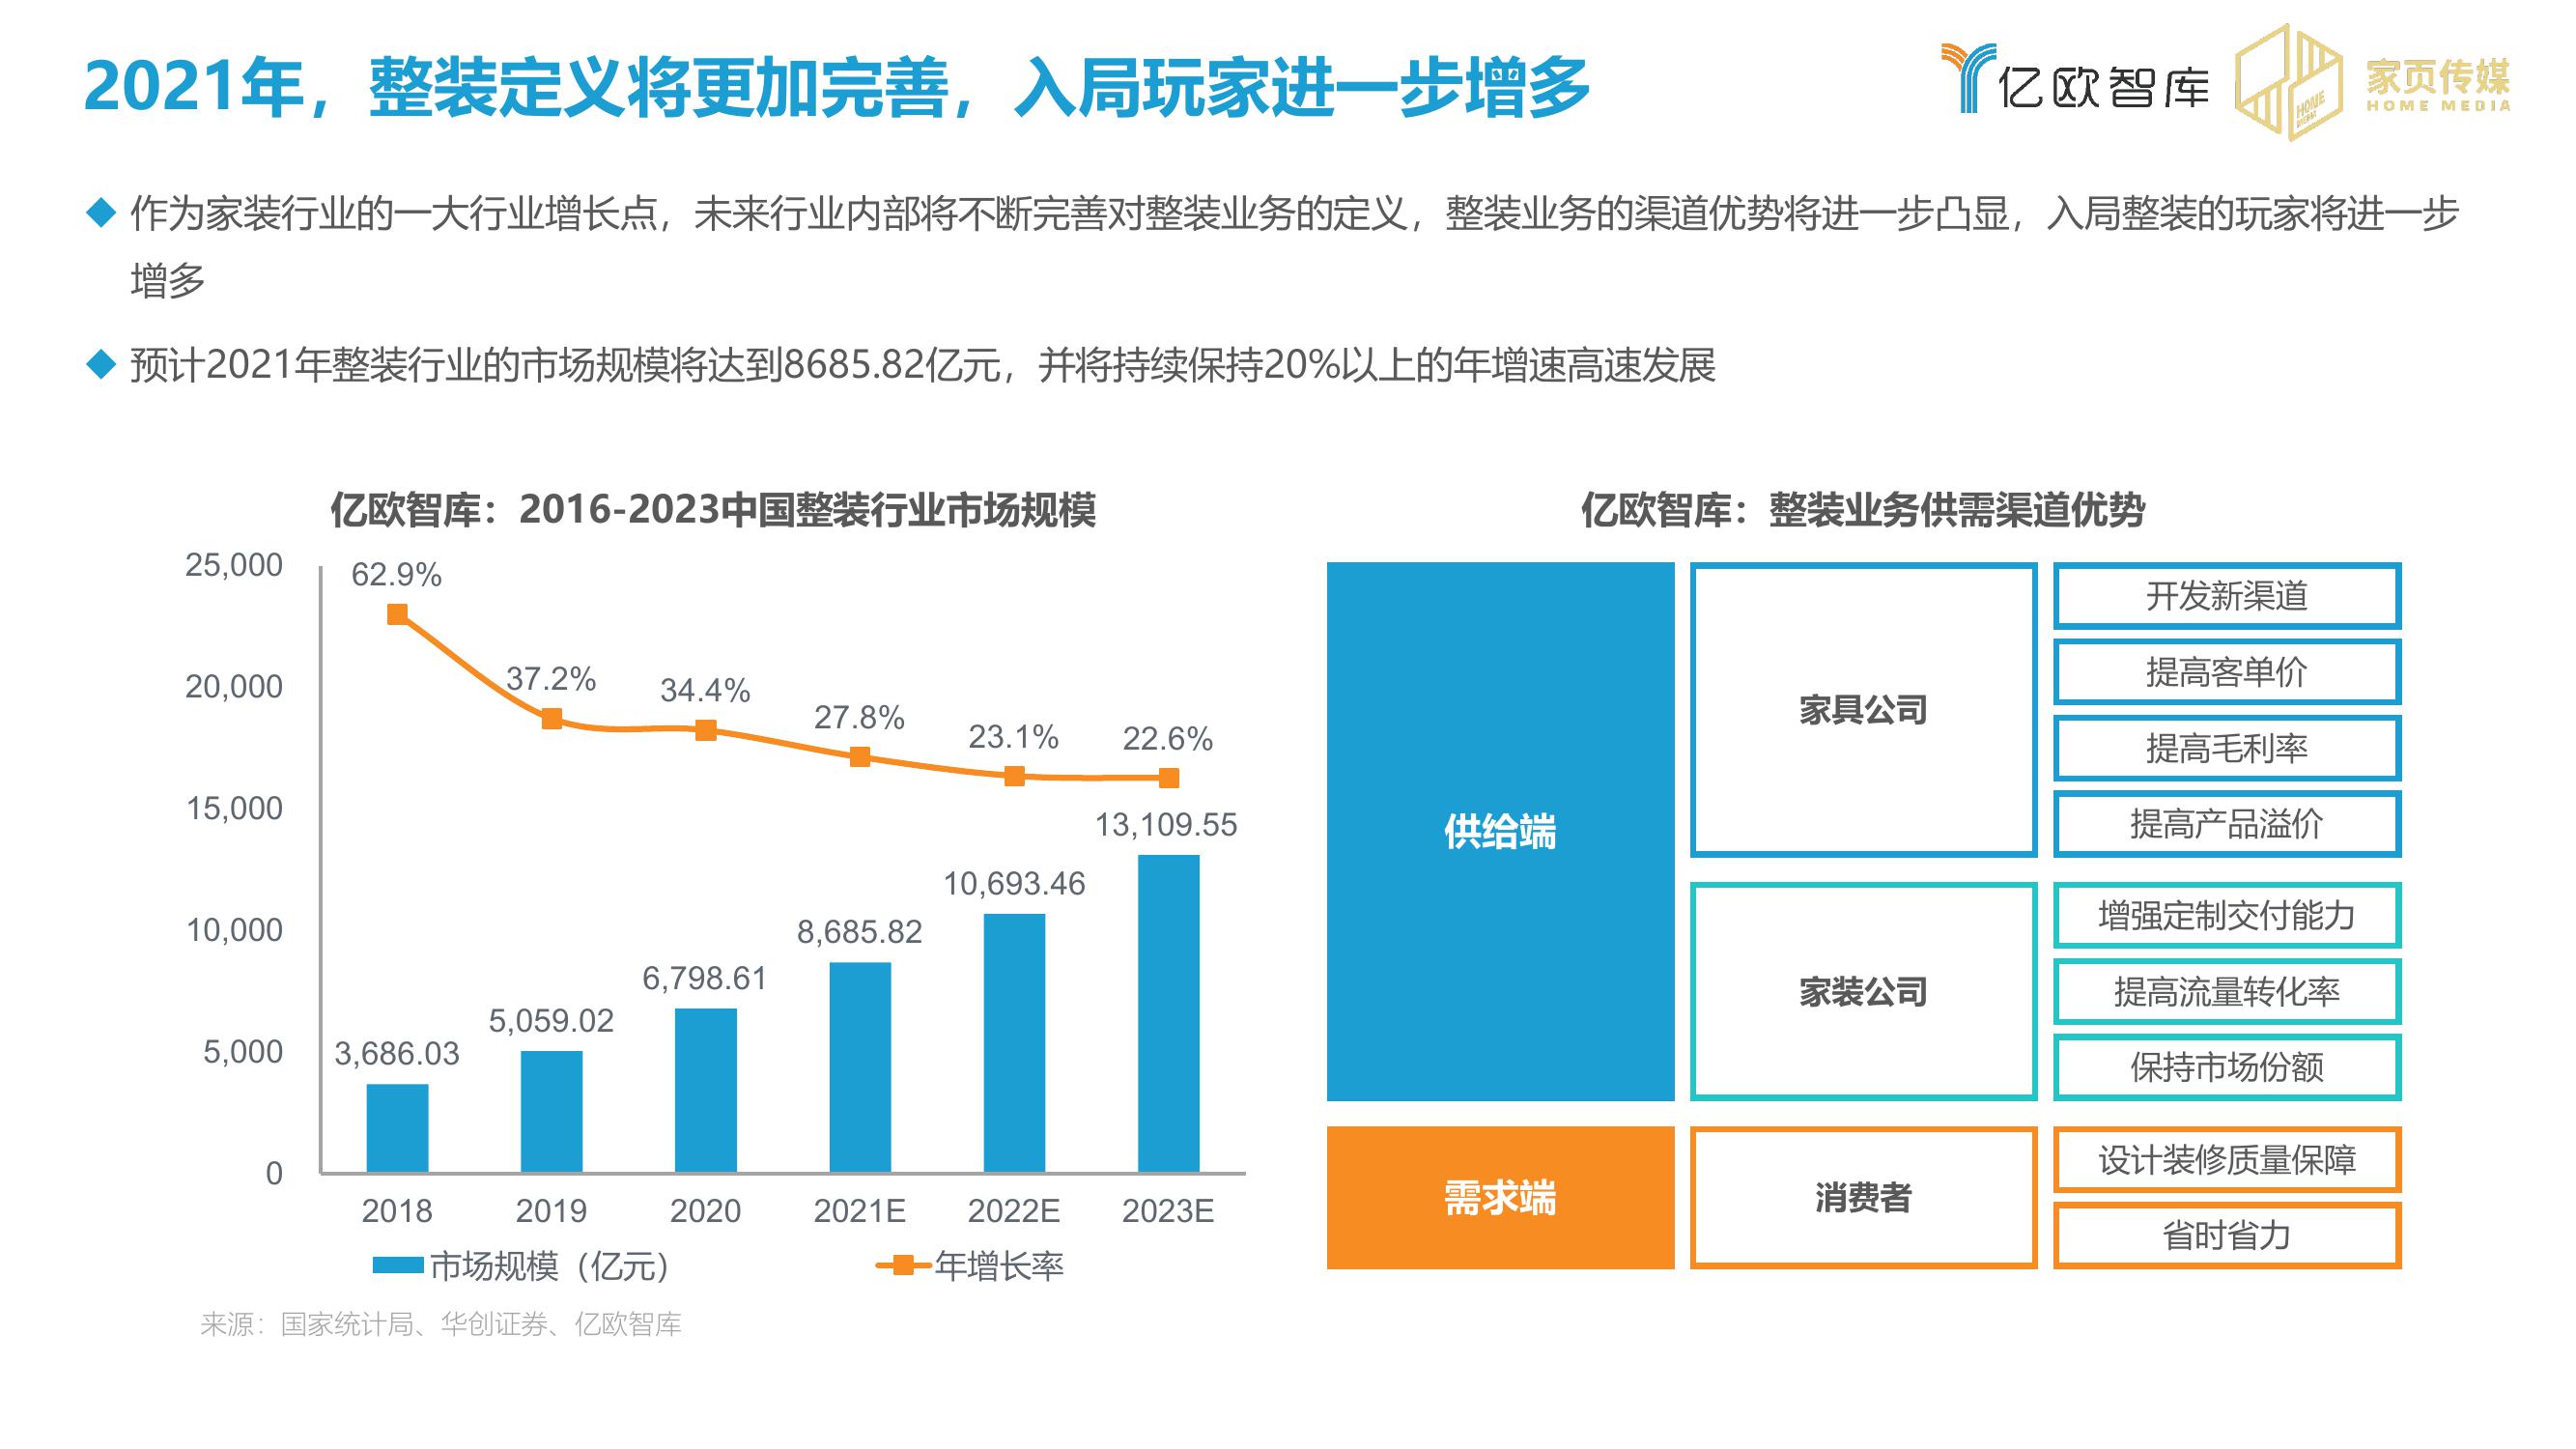 2021年，整装定义将更加完善，入局玩家进一步增多
亿欧智库
家页传媒
HOME MEDIA
作为家装行业的一大行业增长点，未来行业内部将不断完善对整装业务的定义，整装业务的渠道优势将进一步凸显，入局整装的玩家将进一步
增多
预计2021年整装行业的市场规模将达到8685.82亿元，并将持续保持20%以上的年增速高速发展
亿欧智库：2016-2023中国整装行业市场规模
25,000
20,000
15,000
10,000
5,000
0
62.9%
37.2%
34.4%
27.8%
23.1%
22.6%
3,686.03
5,059.02
6,798.61
8,685.82
10,693.46
13,109.55
2018
2019
2020
2021E
2022E
2023E
市场规模（亿元）
年增长率
来源：国家统计局、华创证券、亿欧智库
亿欧智库：整装业务供需渠道优势
供给端
家具公司
开发新渠道
提高客单价
提高毛利率
提高产品溢价
家装公司
增强定制交付能力
提高流量转化率
保持市场份额
需求端
消费者
设计装修质量保障
省时省力